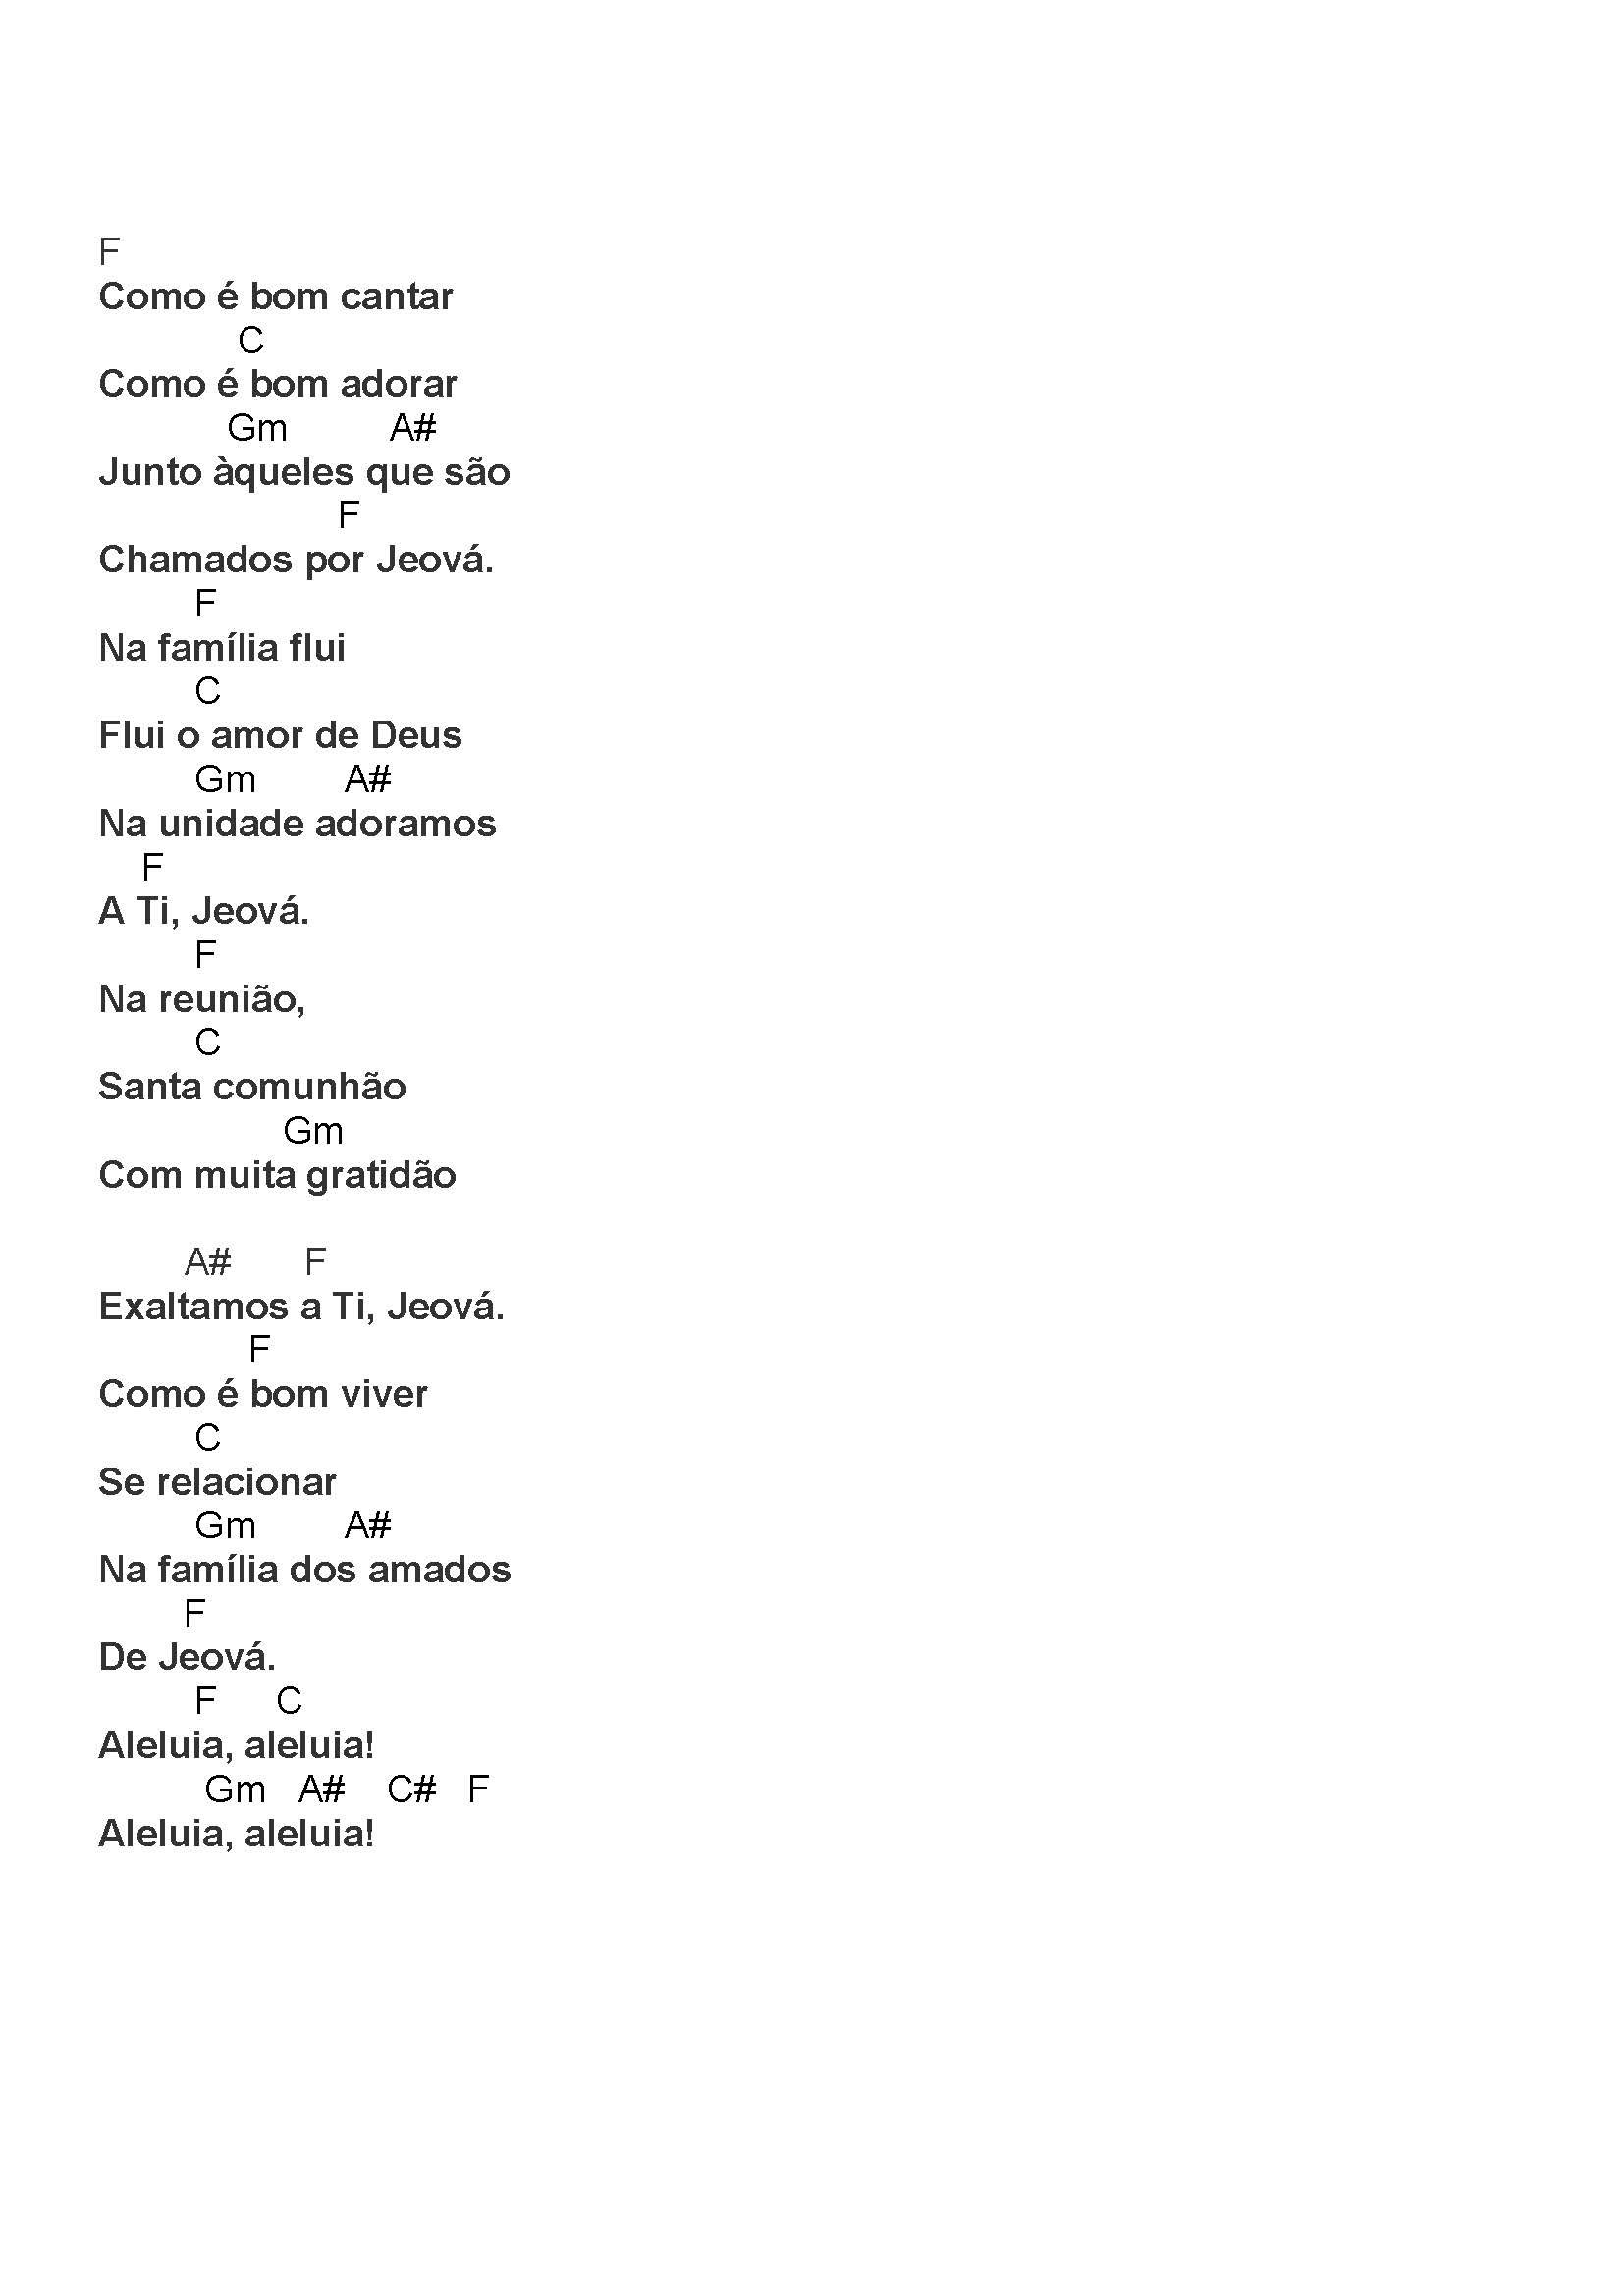 F
Como é bom cantar
C
Como é bom adorar
Gm A#
Junto àqueles que são
F
Chamados por Jeová.
F
Na família flui
C
Flui o amor de Deus
Gm A#
Na unidade adoramos
F
A Ti, Jeová.
F
Na reunião,
C
Santa comunhão
Gm
Com muita gratidão
A# F
Exaltamos a Ti, Jeová.
F
Como é bom viver
C
Se relacionar
Gm A#
Na família dos amados
F
De Jeová.
F C
Aleluia, aleluia!
Gm A# C# F
Aleluia, aleluia!